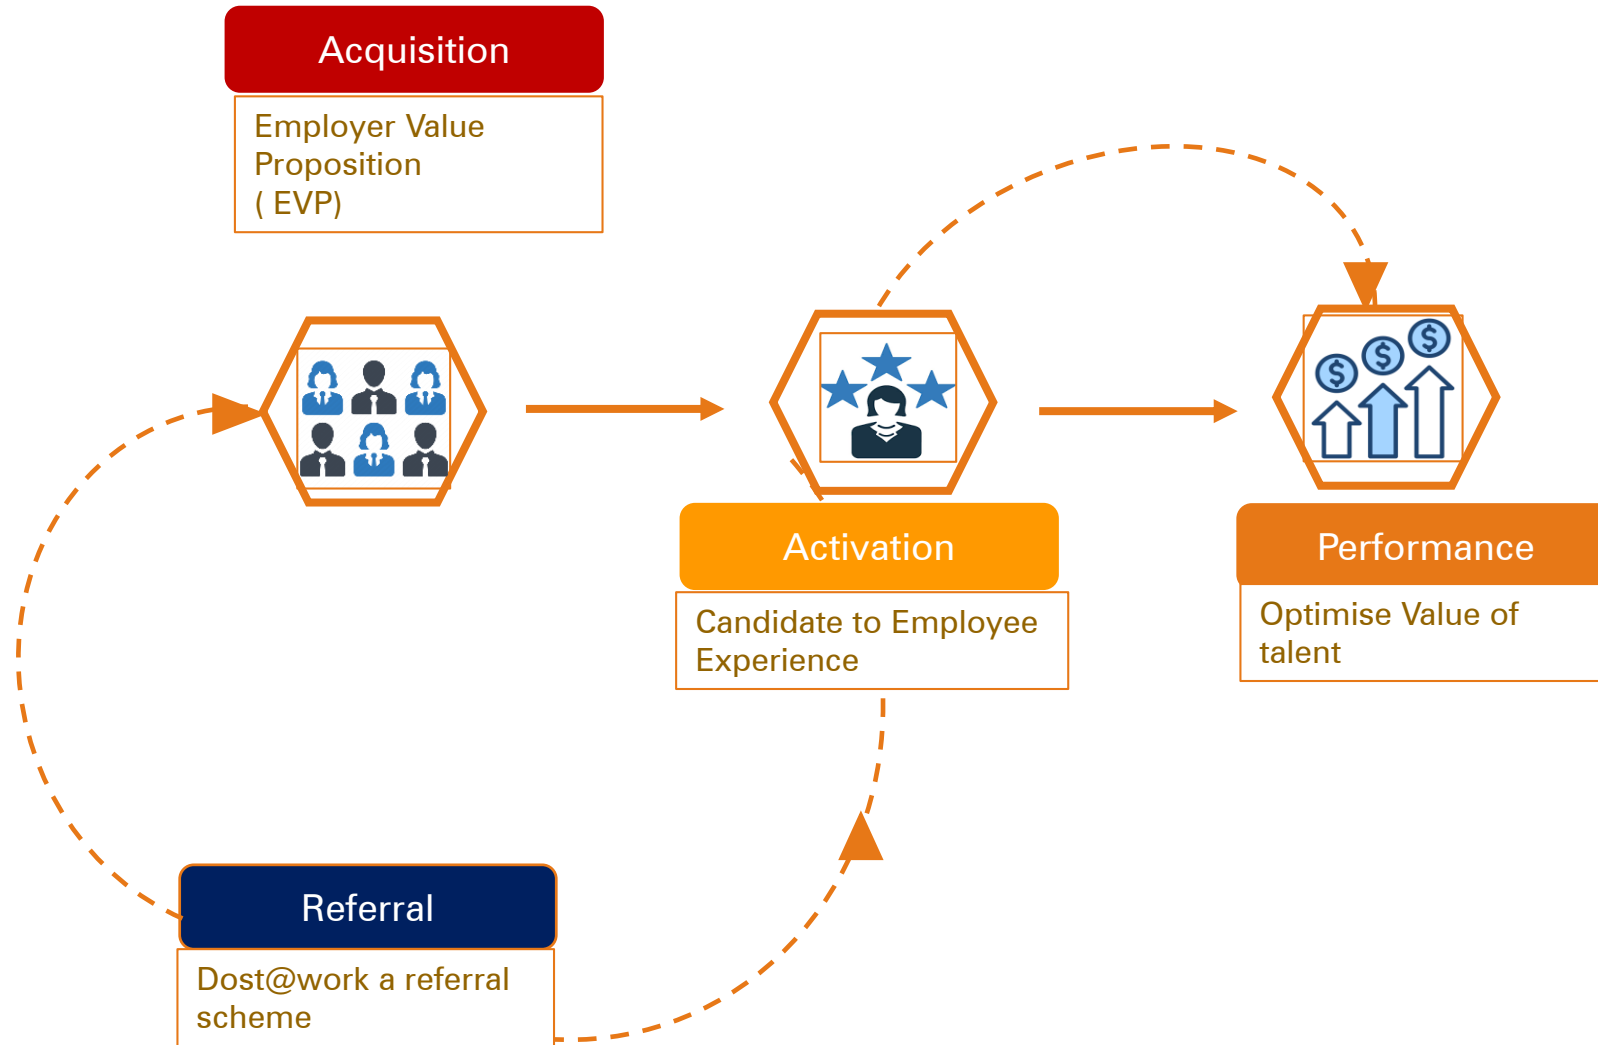 Acquisition
Employer Value
Proposition
( EVP)
Activation
Candidate to Employee
Experience
Performance
Optimise Value of
talent
Referral
Dost@work a referral
scheme